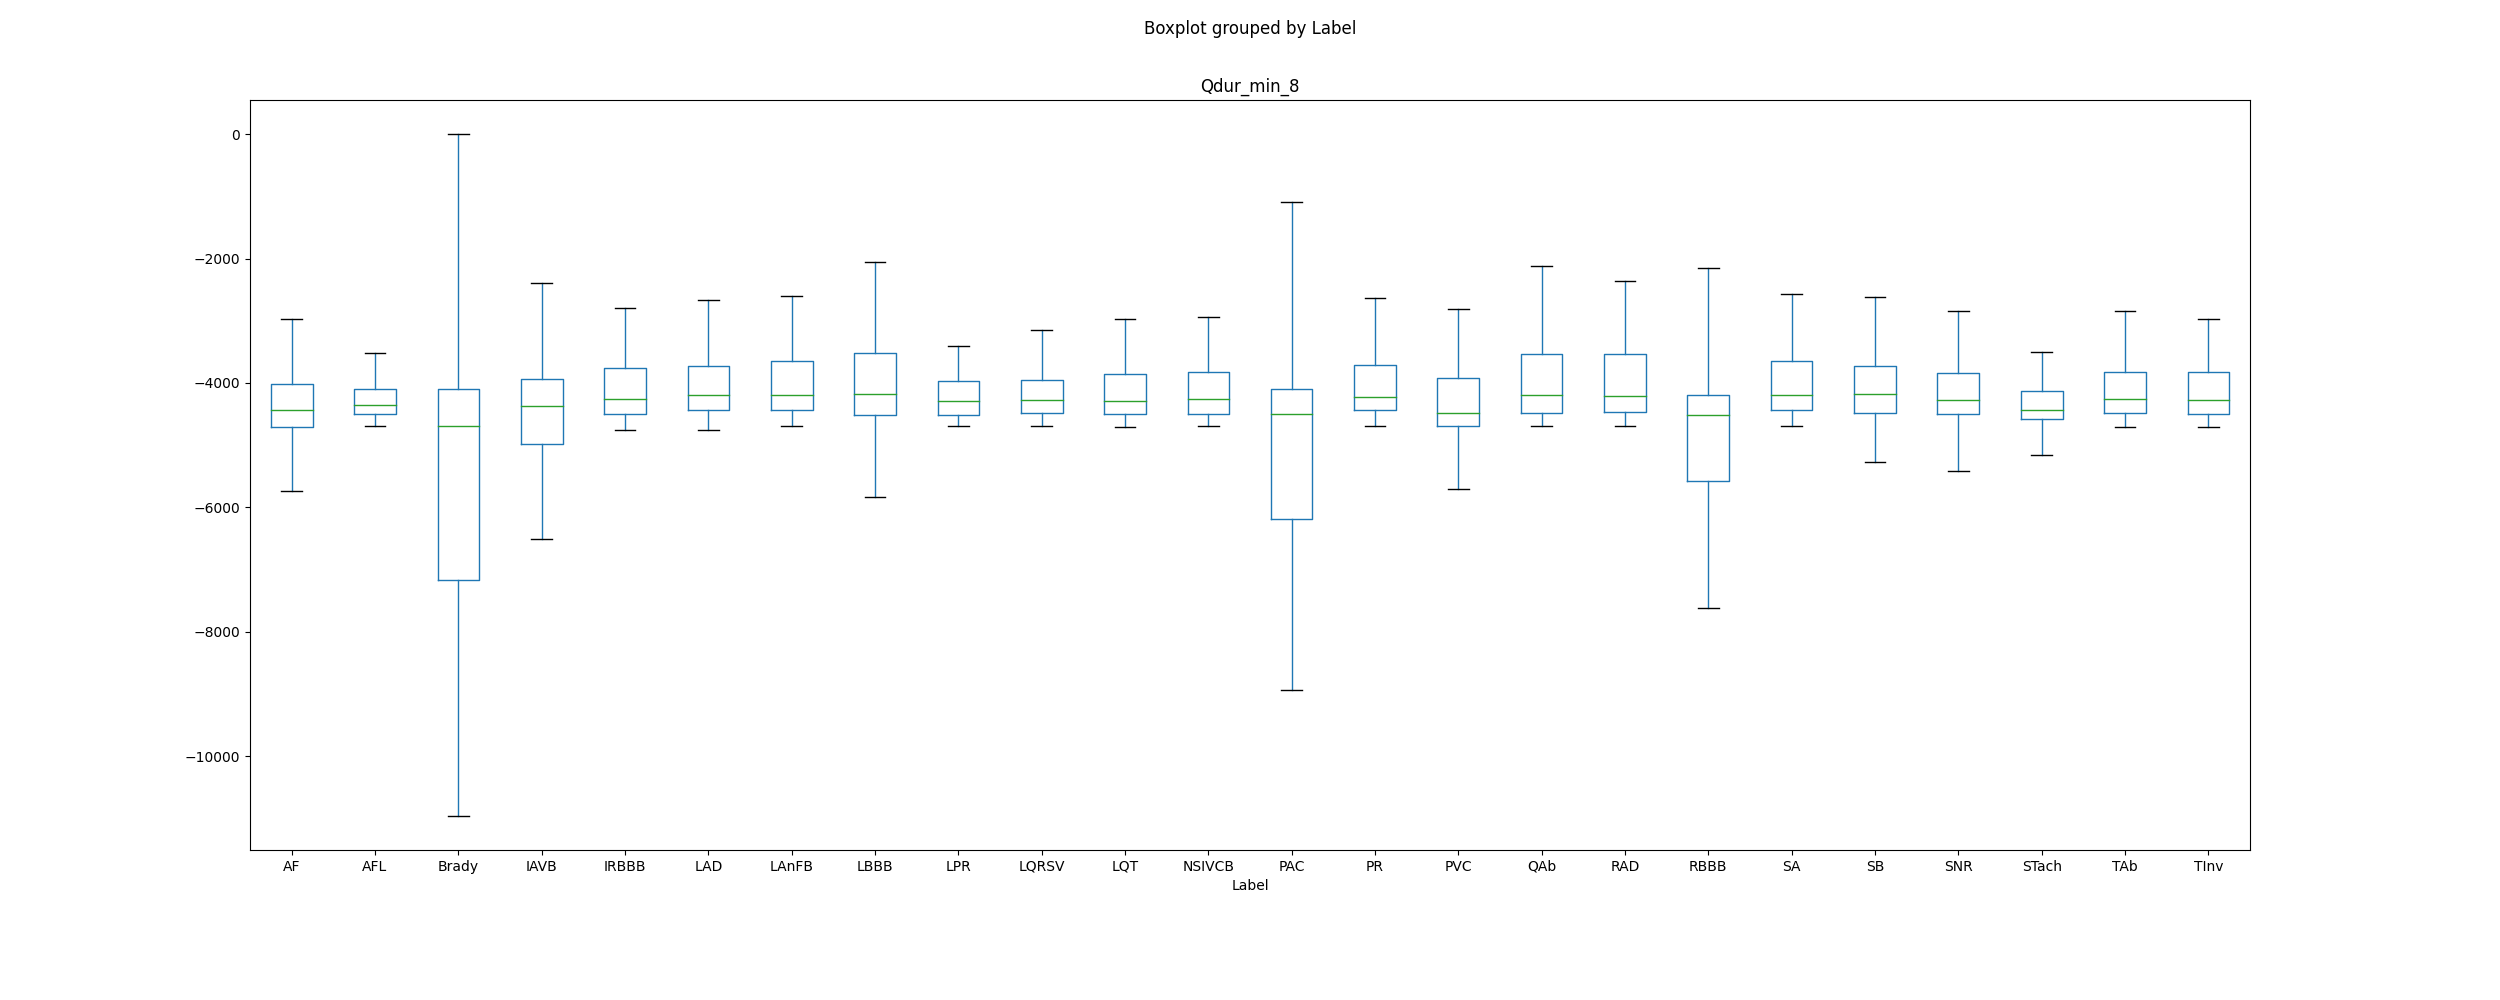 Boxplot grouped by Label
Qdur_min_8
0
−2000
−4000
−6000
−8000
−10000
AF AFL Brady IAVB IRBBB LAD LAnFB LBBB LPR LQRSV LQT NSIVCB PAC PR PVC QAb RAD RBBB SA SB SNR STach TAb TInv
Label